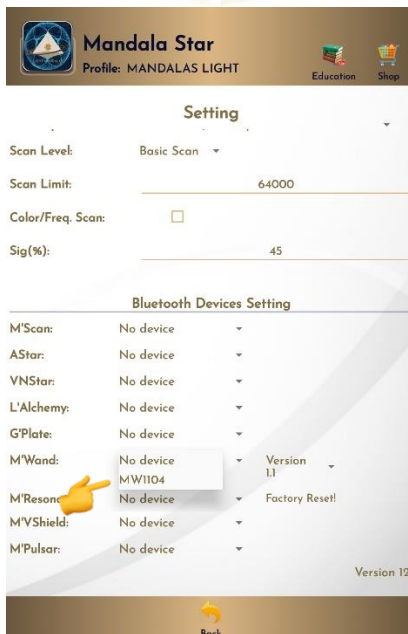 Mandala Star
Profile: MANDALAS LIGHT
Education
Shop
Setting
Scan Level: Basic Scan
Scan Limit: 64000
Color/Freq. Scan:
Sig(%): 45
Bluetooth Devices Setting
M'Scan: No device
AStar: No device
VNStar: No device
L'Alchemy: No device
G'Plate: No device
M'Wand: No device Version
1.1
MW1104
M'Resona No device Factory Reset!
M'VShield: No device
M'Pulsar: No device
Version 12
Back